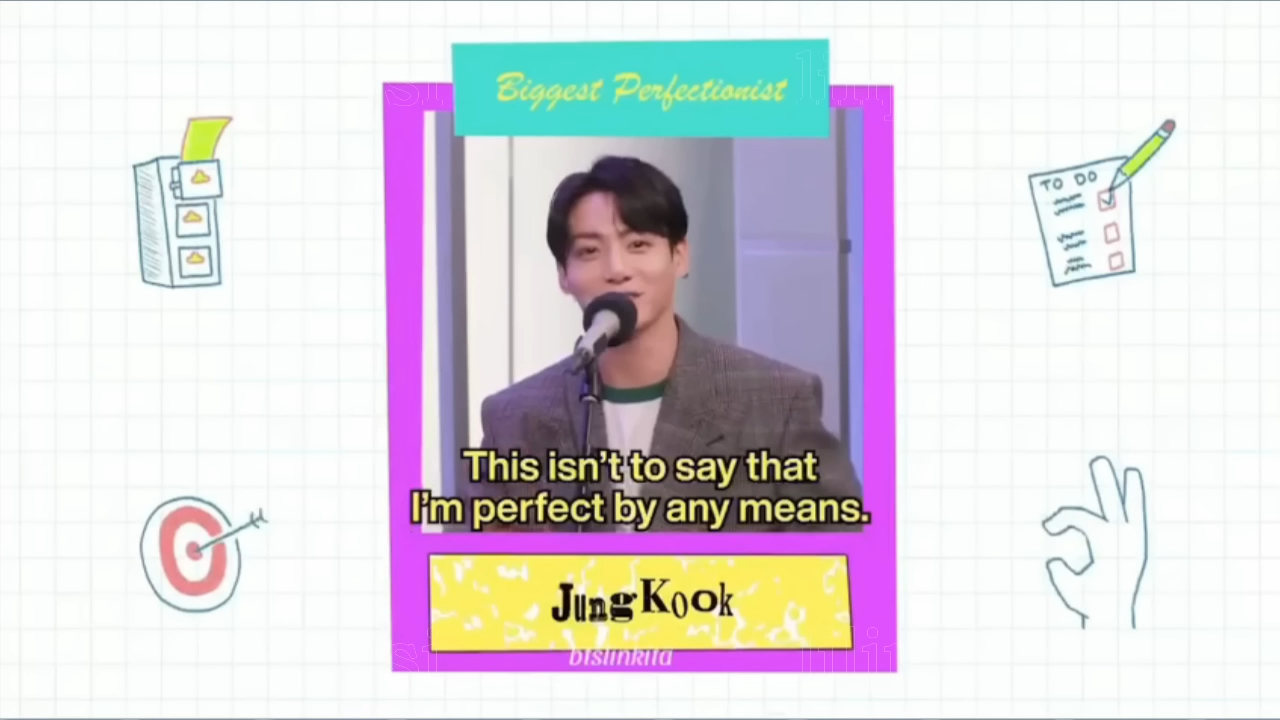 Biggest Perfectionist
TO DO
This isn't to say that
I'm perfect by any means.
JungKook
btslinkita